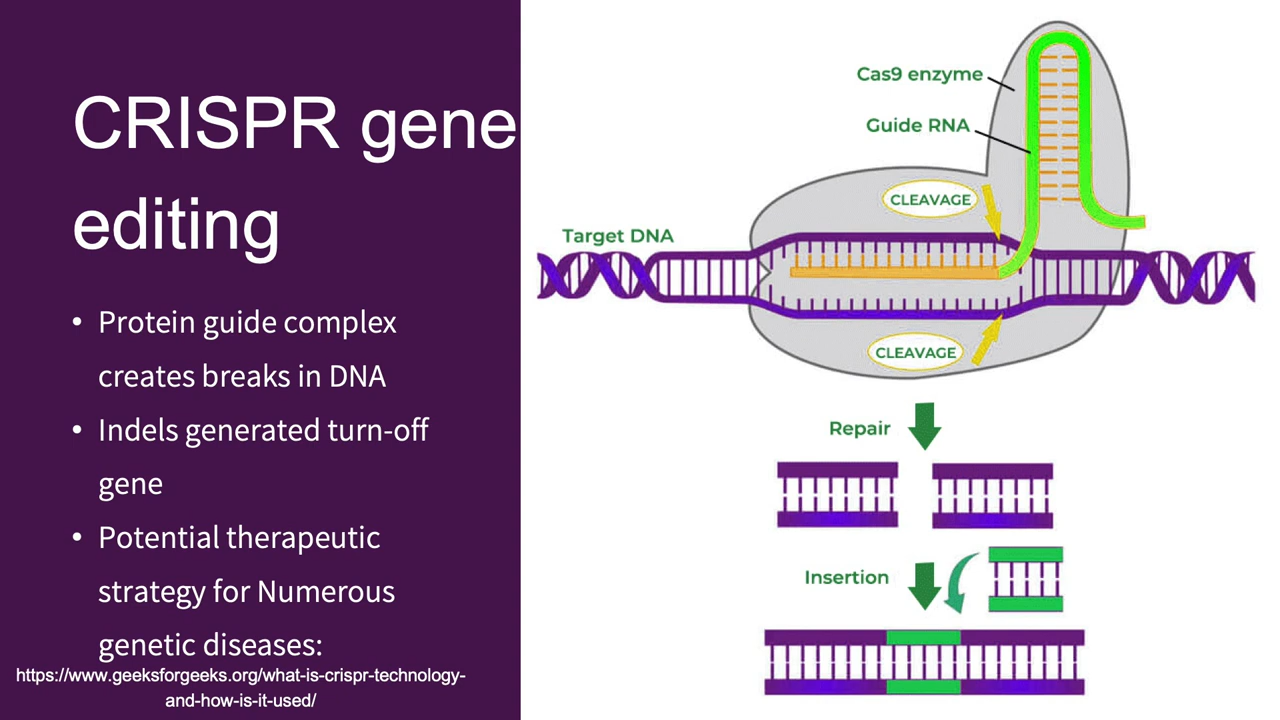 CRISPR gene
editing
• Protein guide complex
creates breaks in DNA
• Indels generated turn-off
gene
• Potential therapeutic
strategy for Numerous
genetic diseases:
https://www.geeksforgeeks.org/what-is-crispr-technology-
and-how-is-it-used/
Cas9 enzyme
Guide RNA
CLEAVAGE
Target DNA
CLEAVAGE
Repair
Insertion